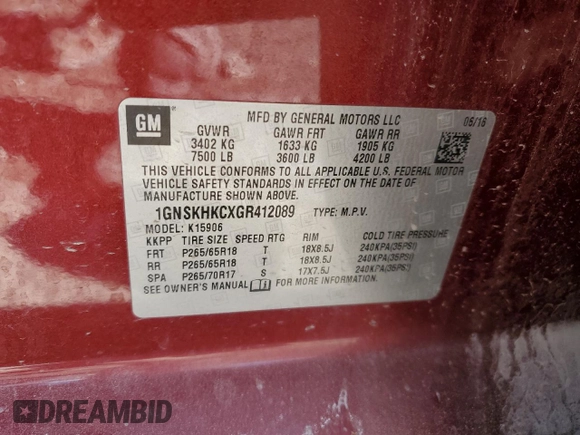 GM
MFD BY GENERAL MOTORS LLC 05/16
GVWR GAWR FRT GAWR RR
3402 KG 1633 KG 1905 KG
7500 LB 3600 LB 4200 LB
THIS VEHICLE CONFORMS TO ALL APPLICABLE U.S. FEDERAL MOTOR
VEHICLE SAFETY STANDARDS IN EFFECT ON THE DATE OF
MANUFACTURE SHOWN ABOVE.
1GNSKHKCXGR412089 TYPE: M.P.V.
MODEL: K15906
KKPP TIRE SIZE SPEED RTG RIM COLD TIRE PRESSURE
FRT P265/65R18 T 18X8.5J 240KPA(35PSI)
RR P265/65R18 T 18X8.5J 240KPA(35PSI)
SPA P265/70R17 S 17X7.5J 240KPA(35PSI)
SEE OWNER'S MANUAL FOR MORE INFORMATION.
DREAMBID